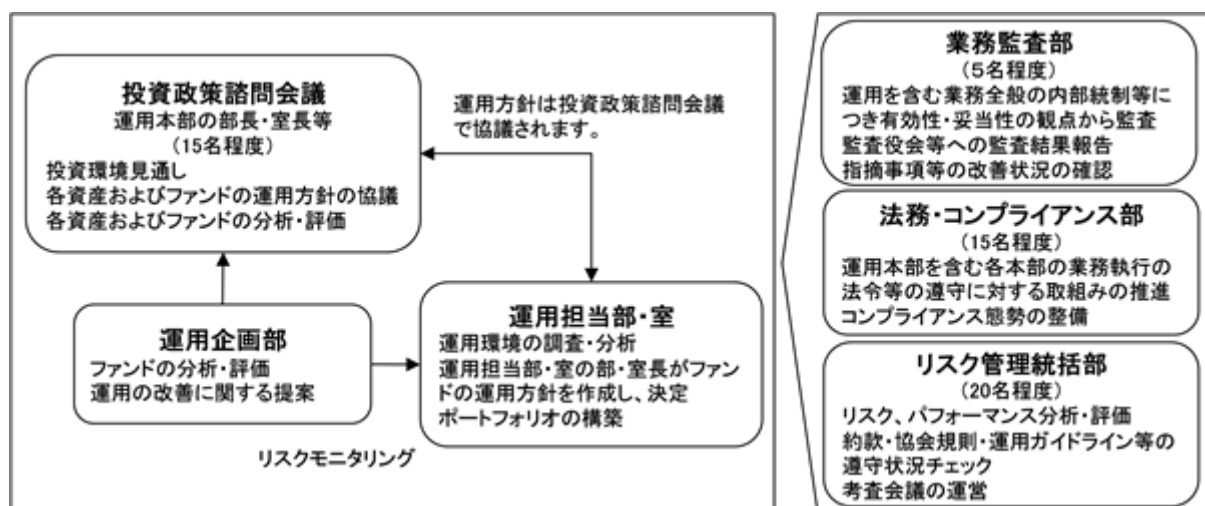 投資政策諮問会議
運用本部の部長・室長等
(15名程度)
投資環境見通し
各資産およびファンドの運用方針の協議
各資産およびファンドの分析・評価
運用方針は投資政策諮問会議
で協議されます。
運用企画部
ファンドの分析・評価
運用の改善に関する提案
運用担当部・室
運用環境の調査・分析
運用担当部・室の部・室長がファン
ドの運用方針を作成し、決定
ポートフォリオの構築
リスクモニタリング
業務監査部
(5名程度)
運用を含む業務全般の内部統制等に
つき有効性・妥当性の観点から監査
監査役会等への監査結果報告
指摘事項等の改善状況の確認
法務・コンプライアンス部
(15名程度)
運用本部を含む各本部の業務執行の
法令等の遵守に対する取組みの推進
コンプライアンス態勢の整備
リスク管理統括部
(20名程度)
リスク、パフォーマンス分析・評価
約款・協会規則・運用ガイドライン等の
遵守状況チェック
考査会議の運営